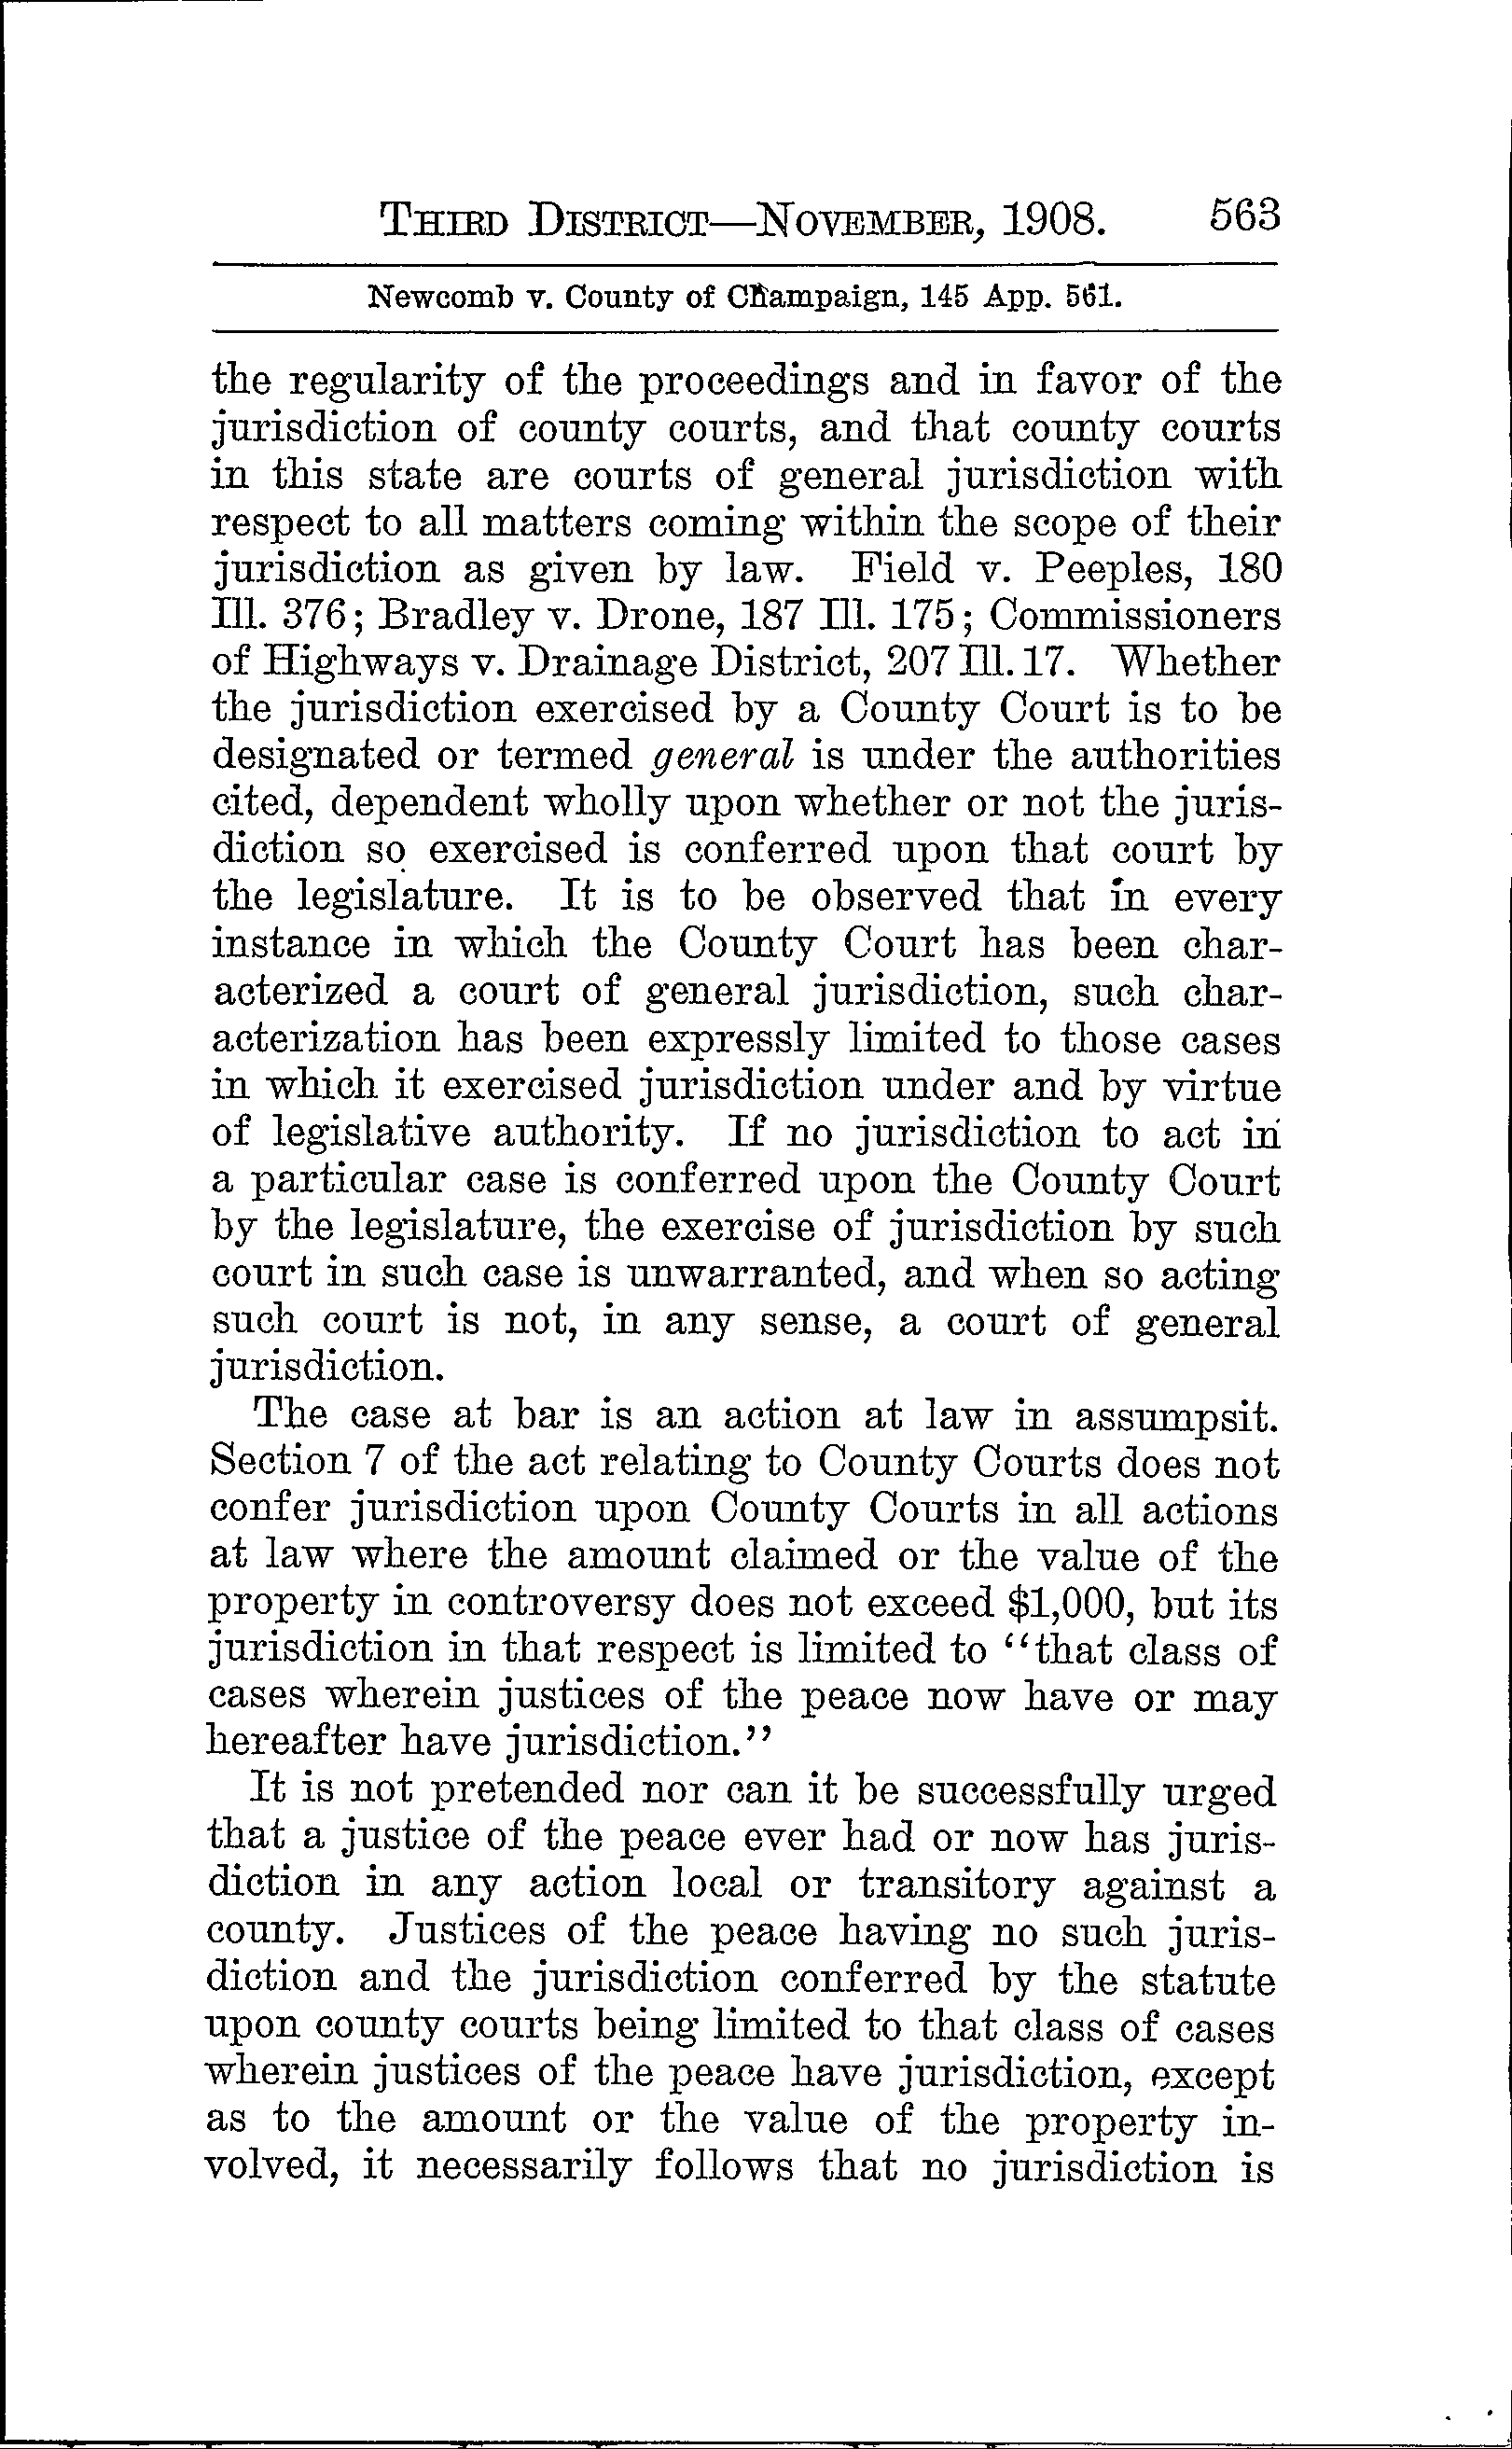 THIRD DISTRICT—NOVEMBER, 1908. 563
Newcomb v. County of Champaign, 145 App. 561.
the regularity of the proceedings and in favor of the
jurisdiction of county courts, and that county courts
in this state are courts of general jurisdiction with
respect to all matters coming within the scope of their
jurisdiction as given by law. Field v. Peeples, 180
Ill. 376; Bradley v. Drone, 187 Ill. 175; Commissioners
of Highways v. Drainage District, 207 Ill. 17. Whether
the jurisdiction exercised by a County Court is to be
designated or termed general is under the authorities
cited, dependent wholly upon whether or not the juris-
diction so exercised is conferred upon that court by
the legislature. It is to be observed that in every
instance in which the County Court has been char-
acterized a court of general jurisdiction, such char-
acterization has been expressly limited to those cases
in which it exercised jurisdiction under and by virtue
of legislative authority. If no jurisdiction to act in
a particular case is conferred upon the County Court
by the legislature, the exercise of jurisdiction by such
court in such case is unwarranted, and when so acting
such court is not, in any sense, a court of general
jurisdiction.
The case at bar is an action at law in assumpsit.
Section 7 of the act relating to County Courts does not
confer jurisdiction upon County Courts in all actions
at law where the amount claimed or the value of the
property in controversy does not exceed $1,000, but its
jurisdiction in that respect is limited to "that class of
cases wherein justices of the peace now have or may
hereafter have jurisdiction."
It is not pretended nor can it be successfully urged
that a justice of the peace ever had or now has juris-
diction in any action local or transitory against a
county. Justices of the peace having no such juris-
diction and the jurisdiction conferred by the statute
upon county courts being limited to that class of cases
wherein justices of the peace have jurisdiction, except
as to the amount or the value of the property in-
volved, it necessarily follows that no jurisdiction is